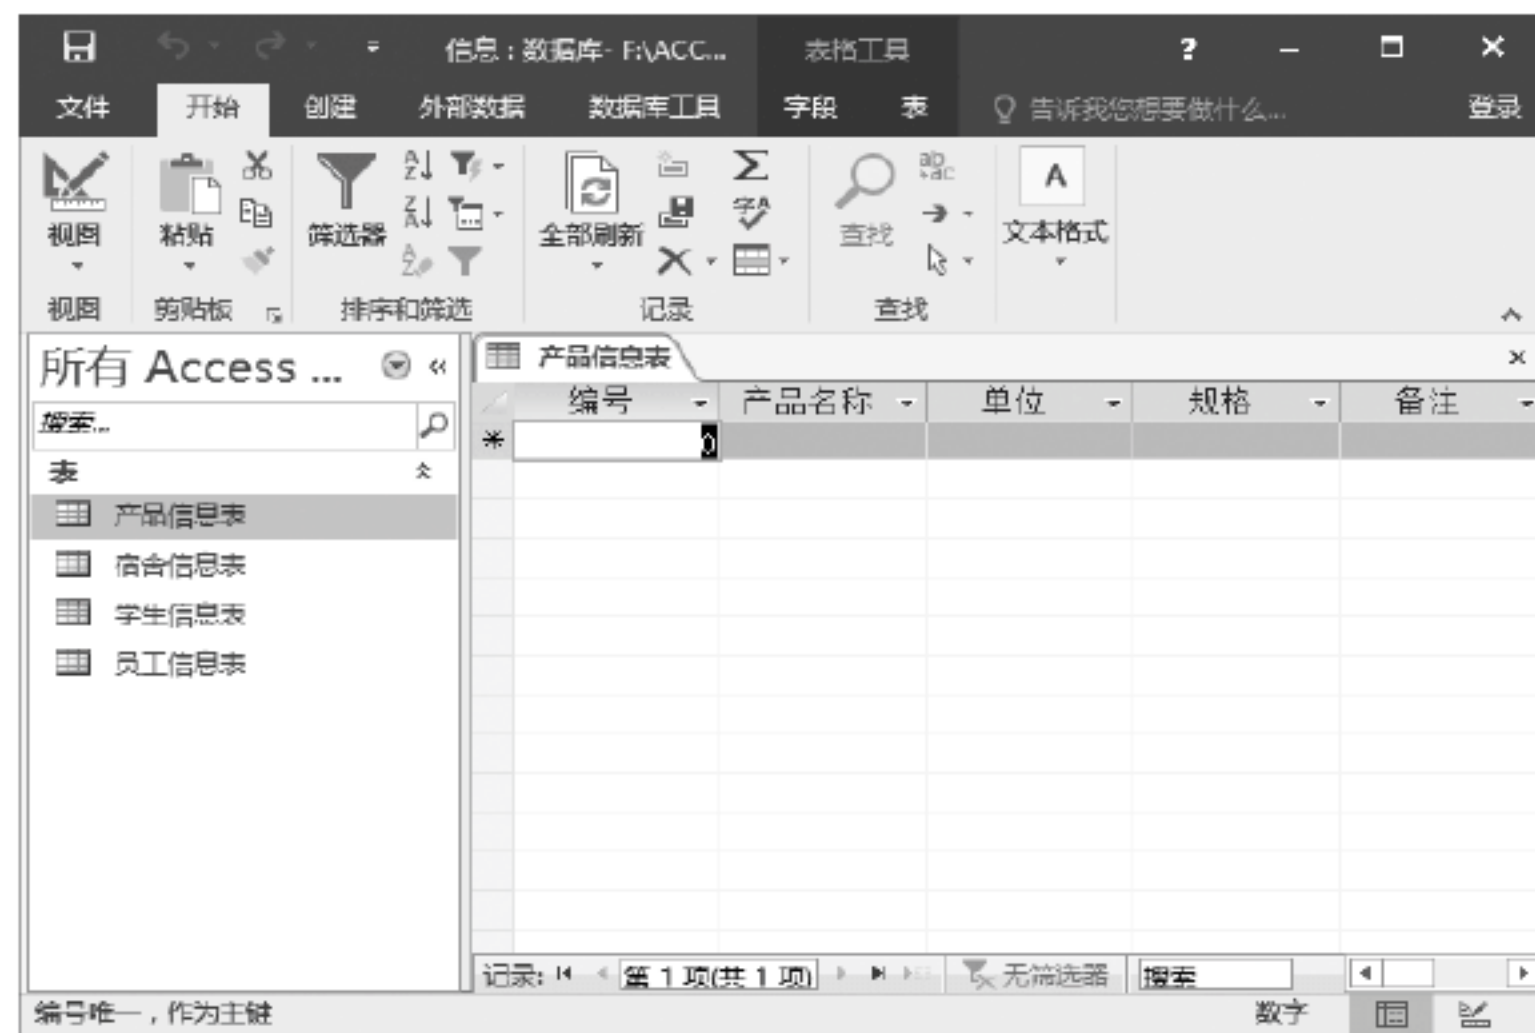 信息：数据库- F:\ACC... 表格工具 ?
文件 开始 创建 外部数据 数据库工具 字段 表 告诉我您想要做什么... 登录
视图 粘贴 筛选器 全部刷新 查找 文本格式
视图 剪贴板 排序和筛选 记录 查找
所有 Access ...
搜索...
表
产品信息表
宿舍信息表
学生信息表
员工信息表
产品信息表
编号 产品名称 单位 规格 备注
* 0
记录: 第 1 项(共 1 项) 无筛选器 搜索
编号唯一，作为主键 数字